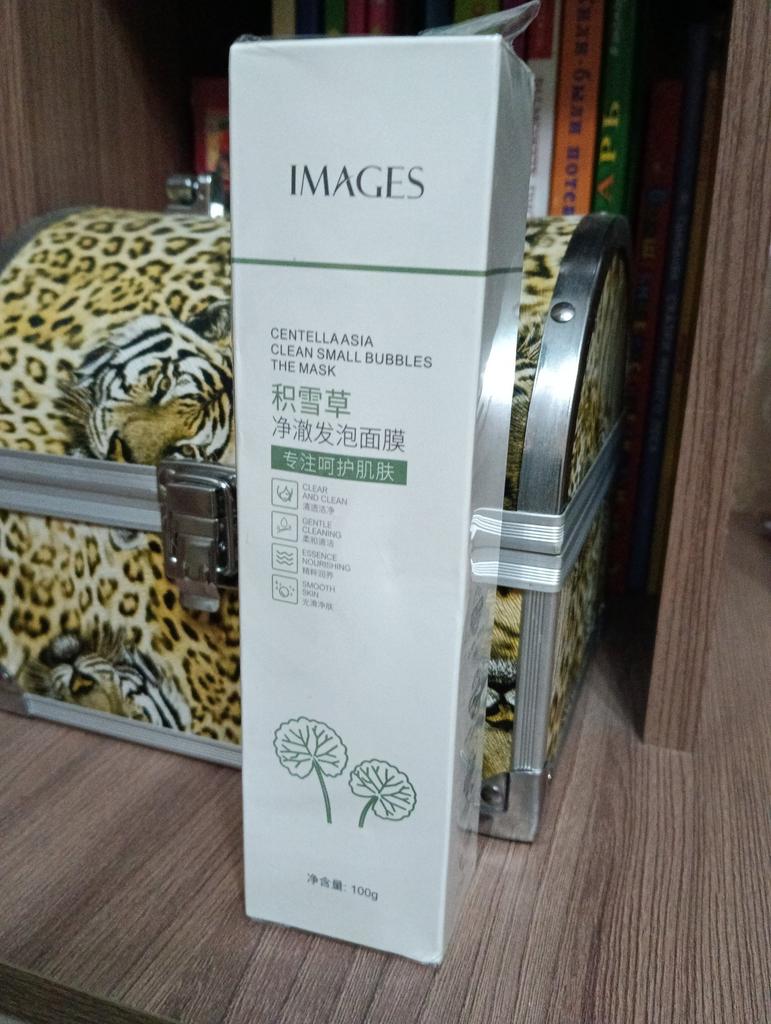 IMAGES
CENTELLAASIA
CLEAN SMALL BUBBLES
THE MASK
积雪草
净澈发泡面膜
专注呵护肌肤
CLEAR
AND CLEAN
清透洁净
GENTLE
CLEANING
柔和清洁
ESSENCE
NOURISHING
精粹润养
SMOOTH
SKIN
光滑净肤
净含量: 100g